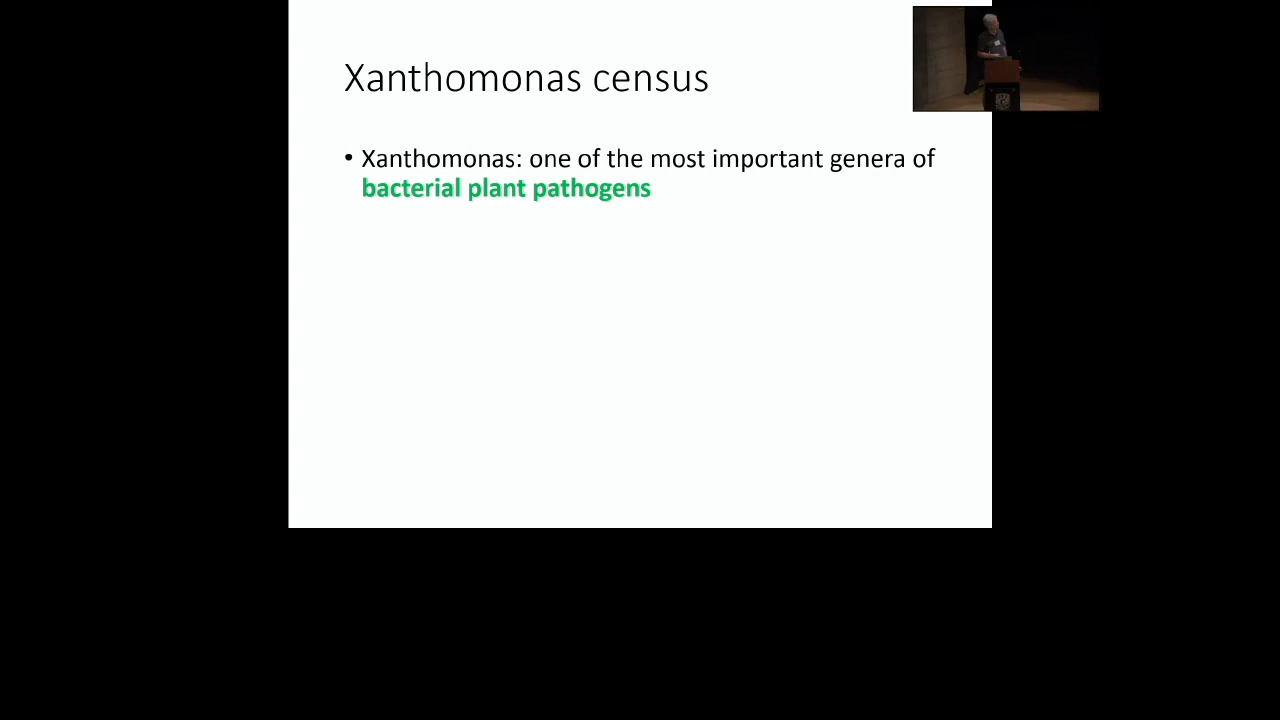 Xanthomonas census
• Xanthomonas: one of the most important genera of
bacterial plant pathogens